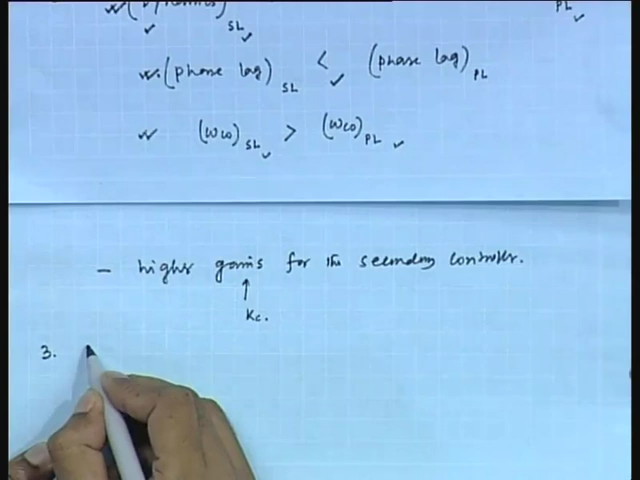 SL PL
(phase lag)SL < (phase lag)PL
(ωco)SL > (ωco)PL
– higher gains for the secondary controller.
↑
Kc.
3.